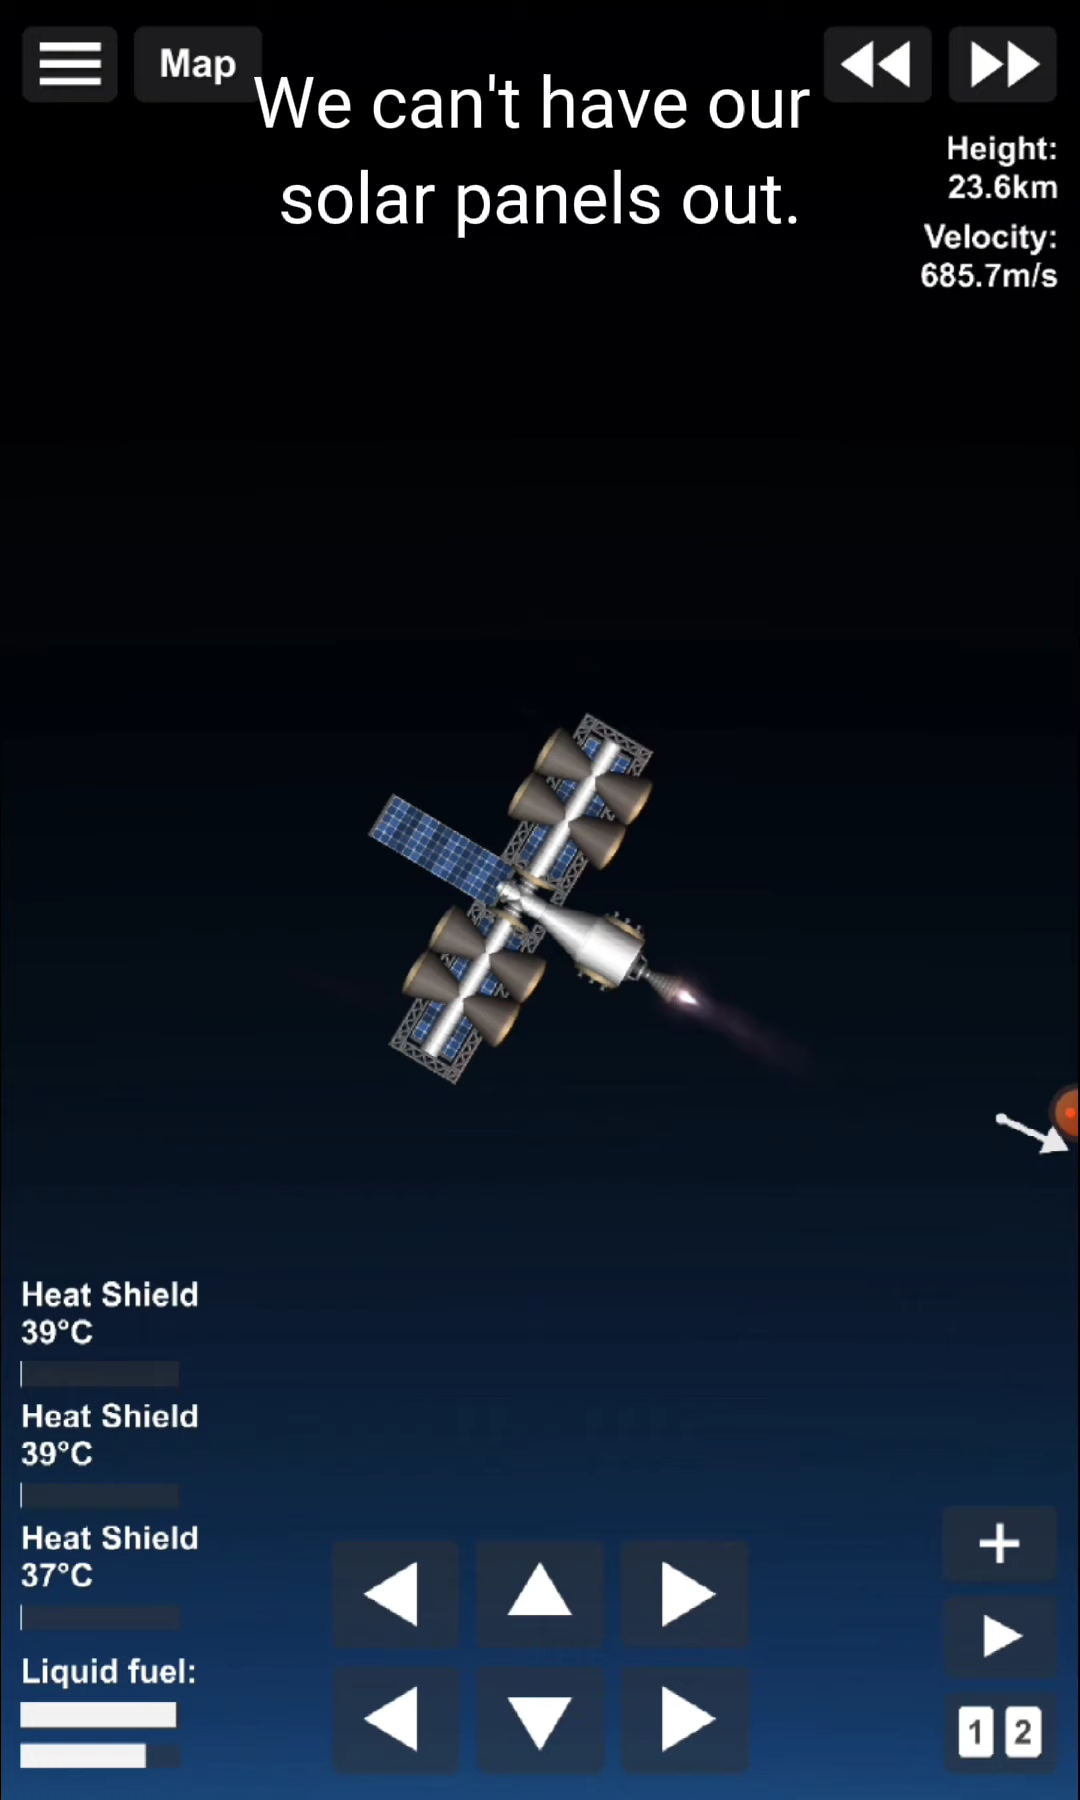 Map
We can't have our
solar panels out.
Height:
23.6km
Velocity:
685.7m/s
Heat Shield
39°C
Heat Shield
39°C
Heat Shield
37°C
Liquid fuel:
1 2